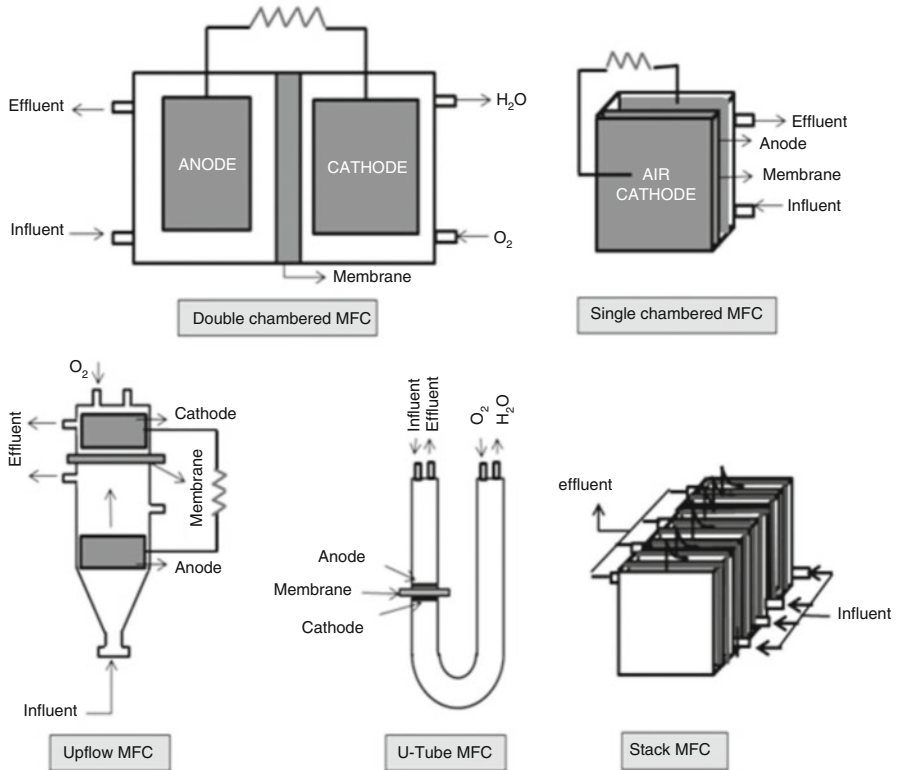 Effluent
Influent
ANODE
CATHODE
H₂O
O₂
Membrane
Double chambered MFC
AIR
CATHODE
Effluent
Anode
Membrane
Influent
Single chambered MFC
O₂
Effluent
Cathode
Membrane
Anode
Influent
Upflow MFC
Influent
Effluent
O₂
H₂O
Anode
Membrane
Cathode
U-Tube MFC
effluent
Influent
Stack MFC